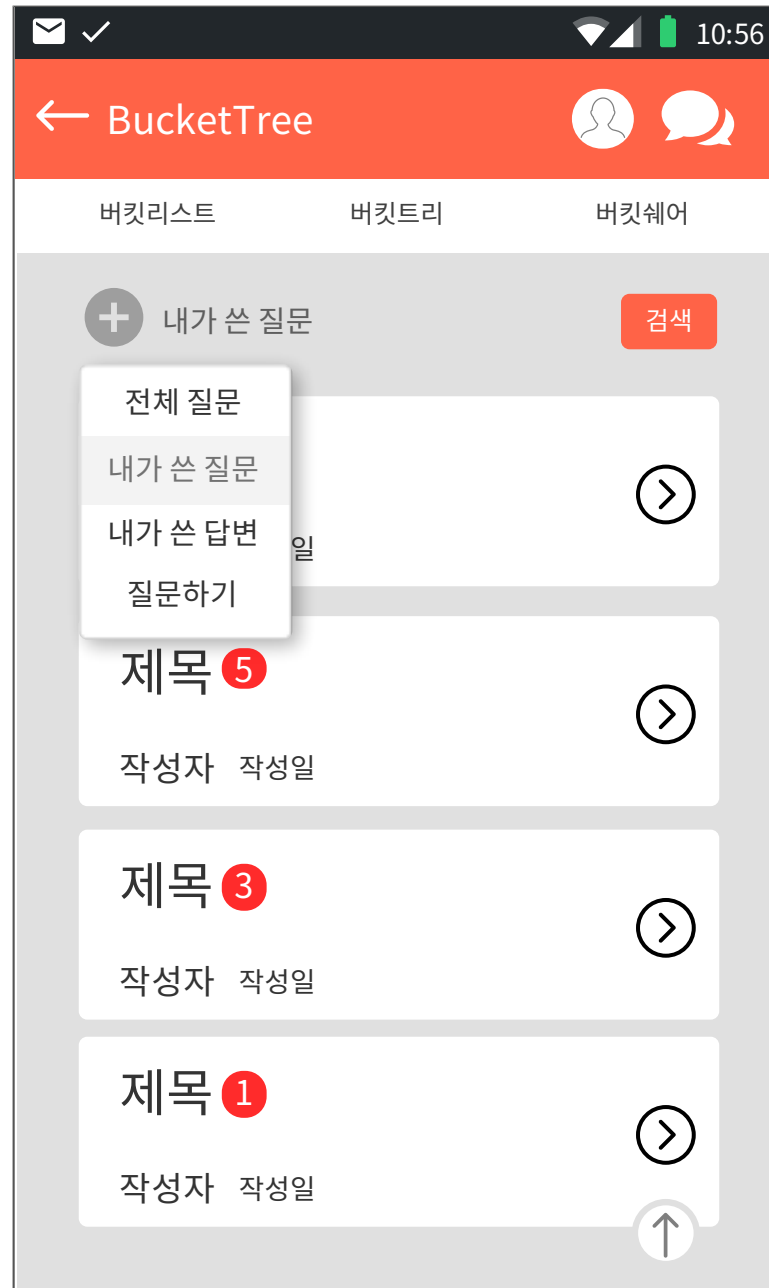 10:56
BucketTree
버킷리스트 버킷트리 버킷쉐어
내가 쓴 질문 검색
전체 질문
내가 쓴 질문
내가 쓴 답변
일
질문하기
제목 5
작성자 작성일
제목 3
작성자 작성일
제목 1
작성자 작성일